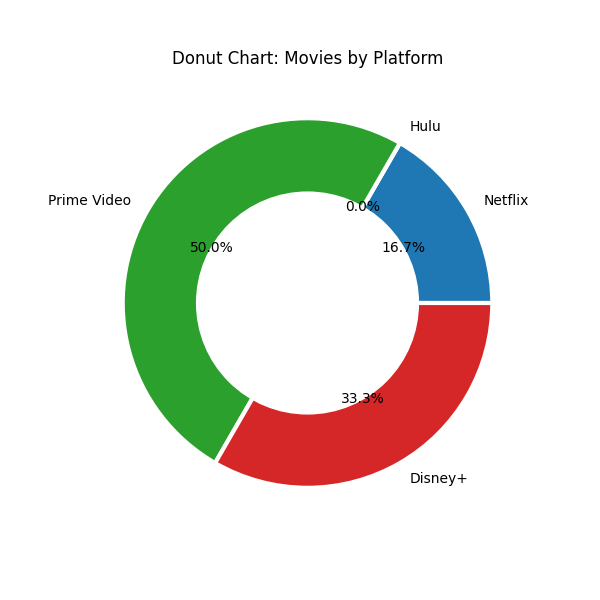 Donut Chart: Movies by Platform
Hulu
Prime Video
Netflix
0.0%
50.0%
16.7%
33.3%
Disney+